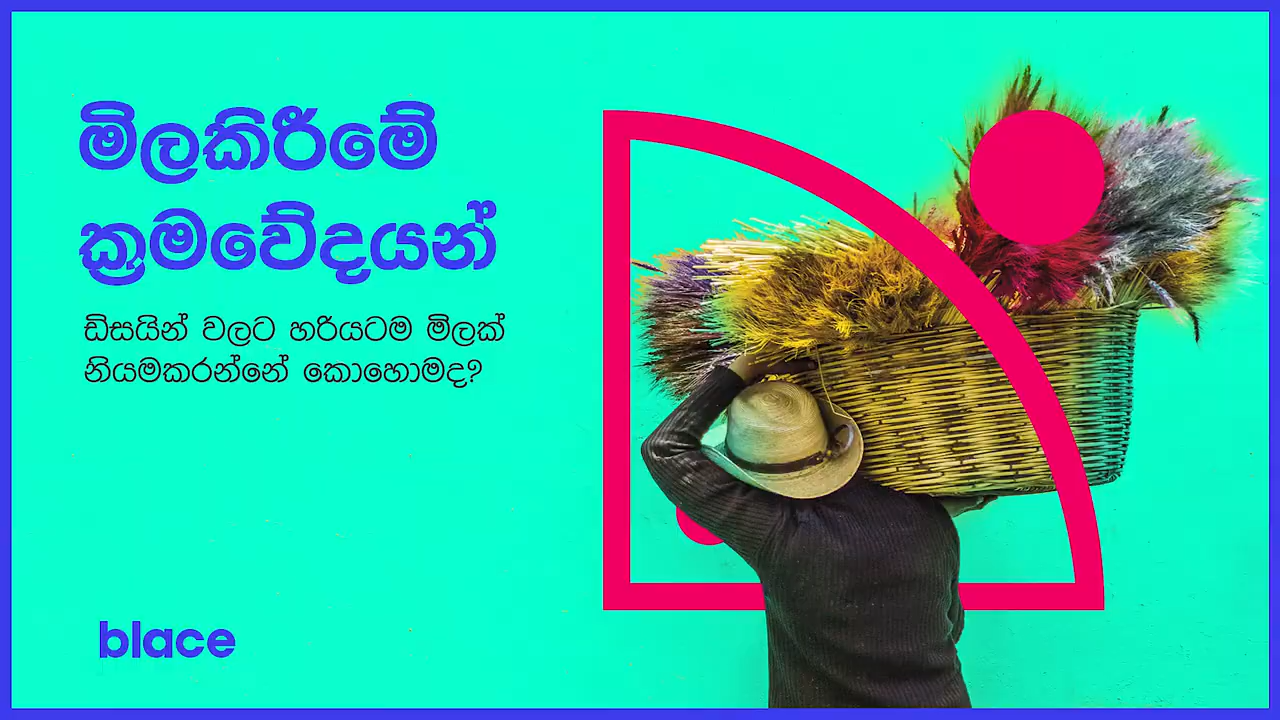 මිලකිරීමේ
ක්‍රමවේදයන්
ඩිසයින් වලට හරියටම මිලක්
නියමකරන්නේ කොහොමද?
blace